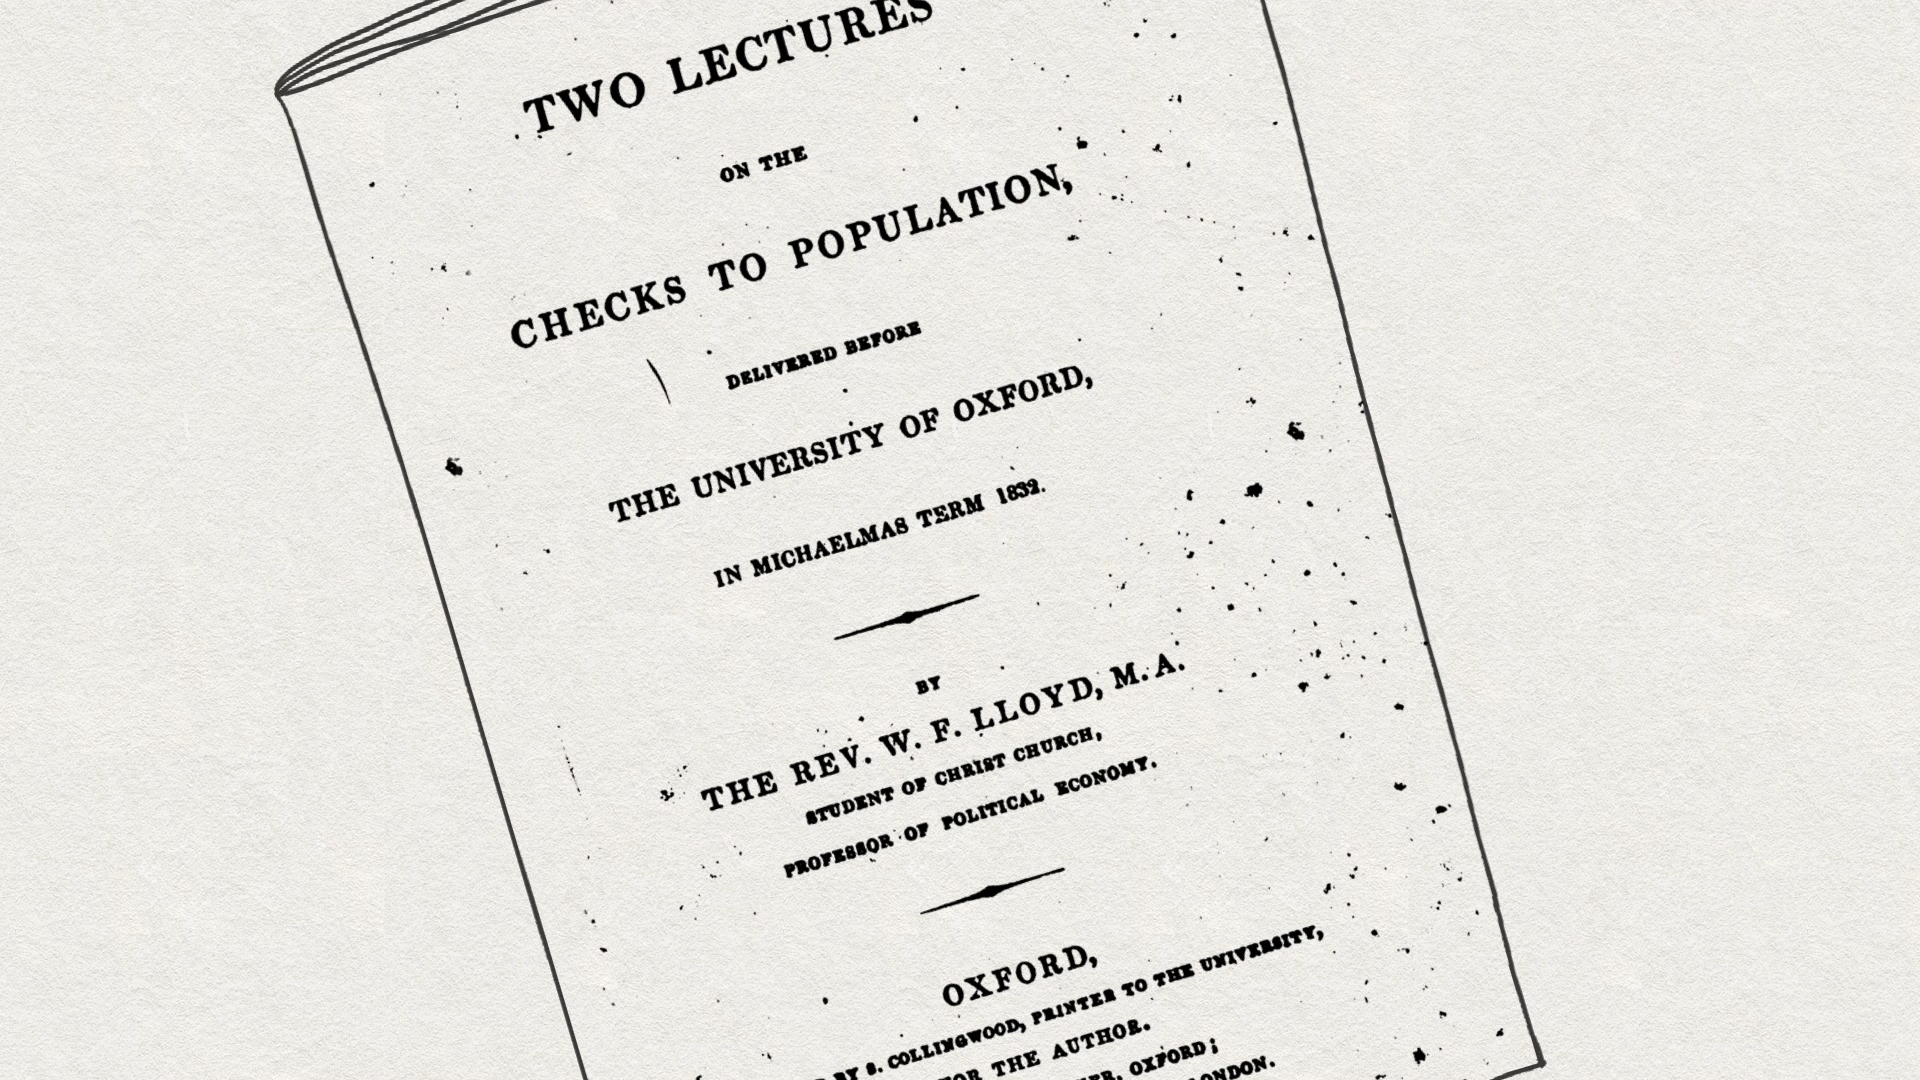 TWO LECTURES
ON THE
CHECKS TO POPULATION,
DELIVERED BEFORE
THE UNIVERSITY OF OXFORD,
IN MICHAELMAS TERM 1832.
BY
THE REV. W. F. LLOYD, M.A.
STUDENT OF CHRIST CHURCH,
PROFESSOR OF POLITICAL ECONOMY.
OXFORD,
BY S. COLLINGWOOD, PRINTER TO THE UNIVERSITY,
THE AUTHOR.
OXFORD;